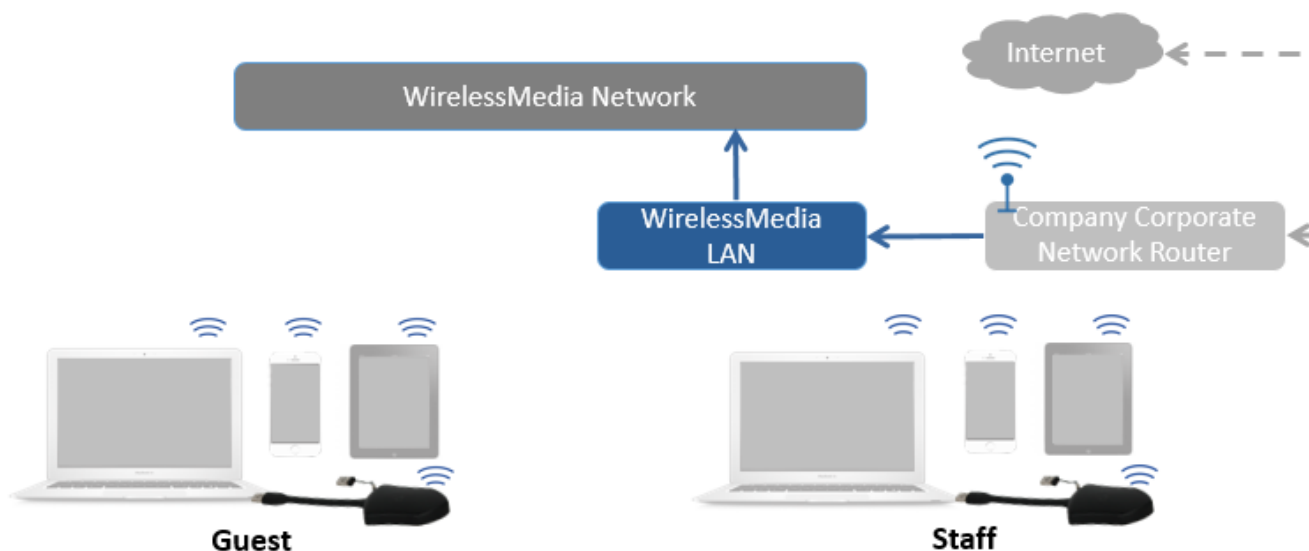 Internet
WirelessMedia Network
WirelessMedia
LAN
Company Corporate
Network Router
Guest
Staff